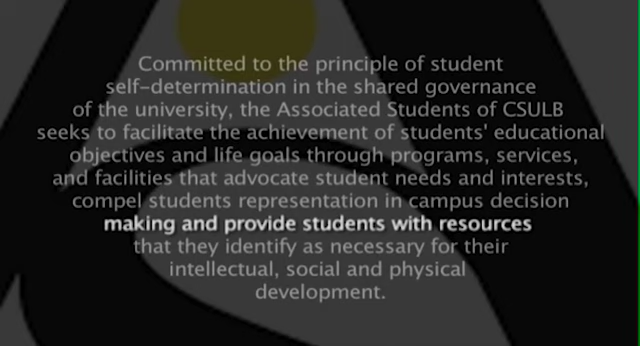 Committed to the principle of student
self-determination in the shared governance
of the university, the Associated Students of CSULB
seeks to facilitate the achievement of students' educational
objectives and life goals through programs, services,
and facilities that advocate student needs and interests,
compel students representation in campus decision
making and provide students with resources
that they identify as necessary for their
intellectual, social and physical
development.